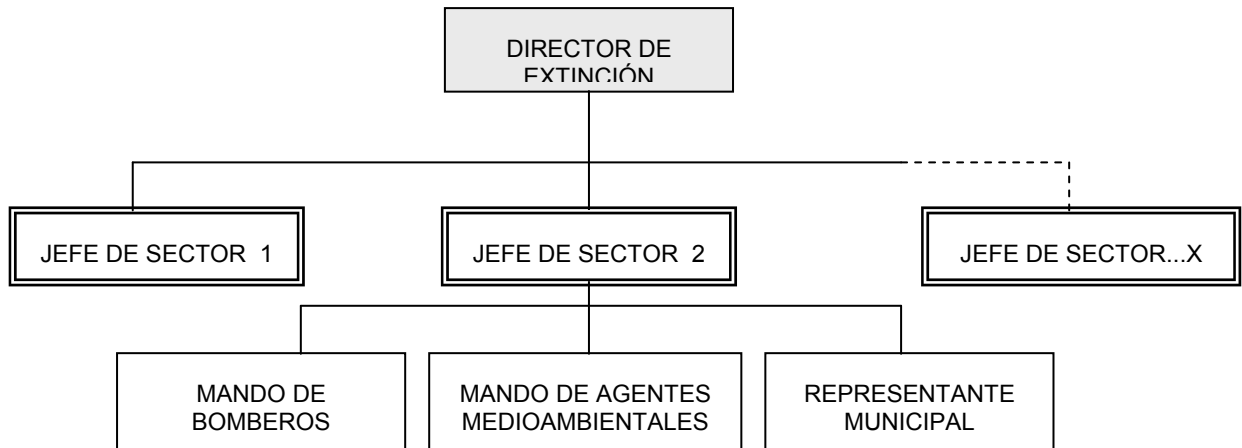 DIRECTOR DE
EXTINCIÓN
JEFE DE SECTOR 1
JEFE DE SECTOR 2
JEFE DE SECTOR...X
MANDO DE
BOMBEROS
MANDO DE AGENTES
MEDIOAMBIENTALES
REPRESENTANTE
MUNICIPAL